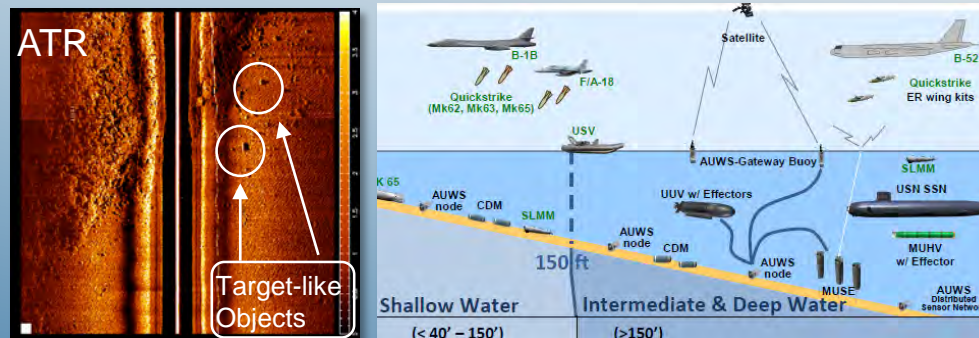 ATR
Target-like
Objects
Satellite
B-1B
B-52
F/A-18
Quickstrike
(Mk62, Mk63, Mk65)
Quickstrike
ER wing kits
USV
AUWS-Gateway Buoy
SLMM
K 65
AUWS
node
CDM
SLMM
UUV w/ Effectors
USN SSN
AUWS
node
CDM
MUHV
w/ Effector
150 ft
AUWS
node
MUSE
AUWS
Distributed
Sensor Netwo
Shallow Water
Intermediate & Deep Water
(< 40' – 150')
(>150')